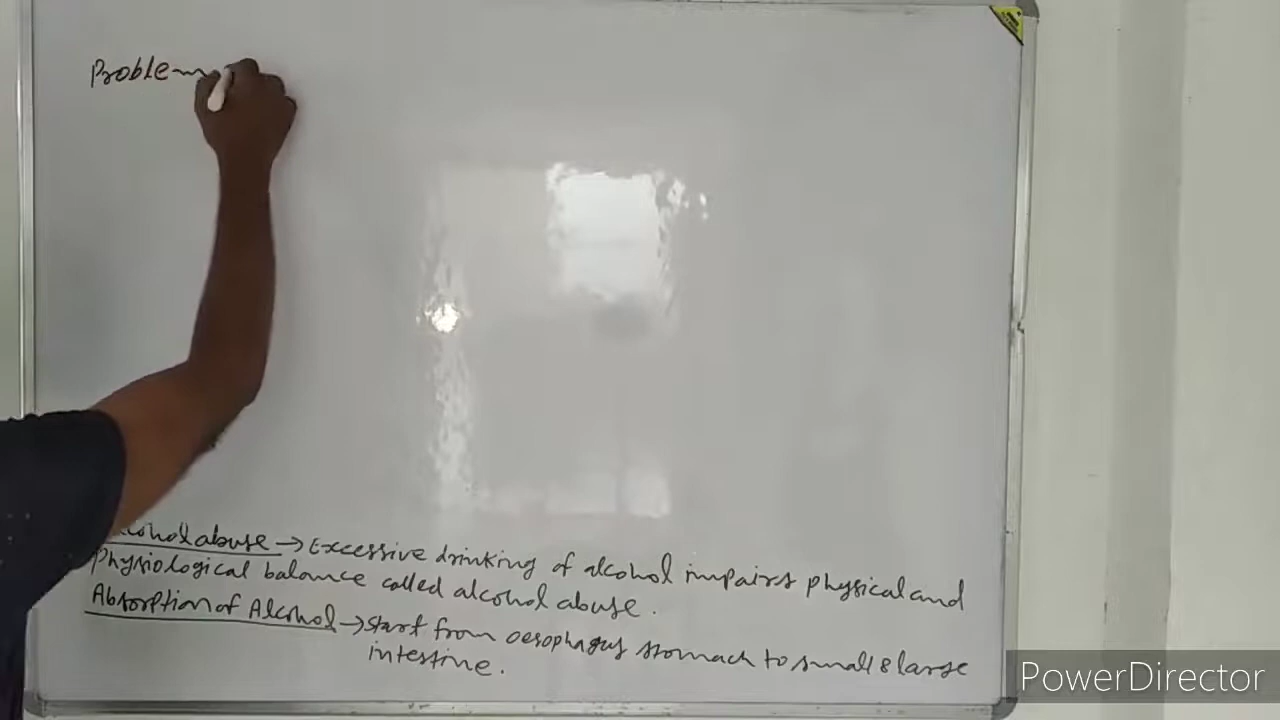 Problem
alcohol abuse → Excessive drinking of alcohol impairs physical and
Physiological balance called alcohol abuse.
Absorption of Alcohol → start from oesophagus stomach to small & large
intestine.
PowerDirector